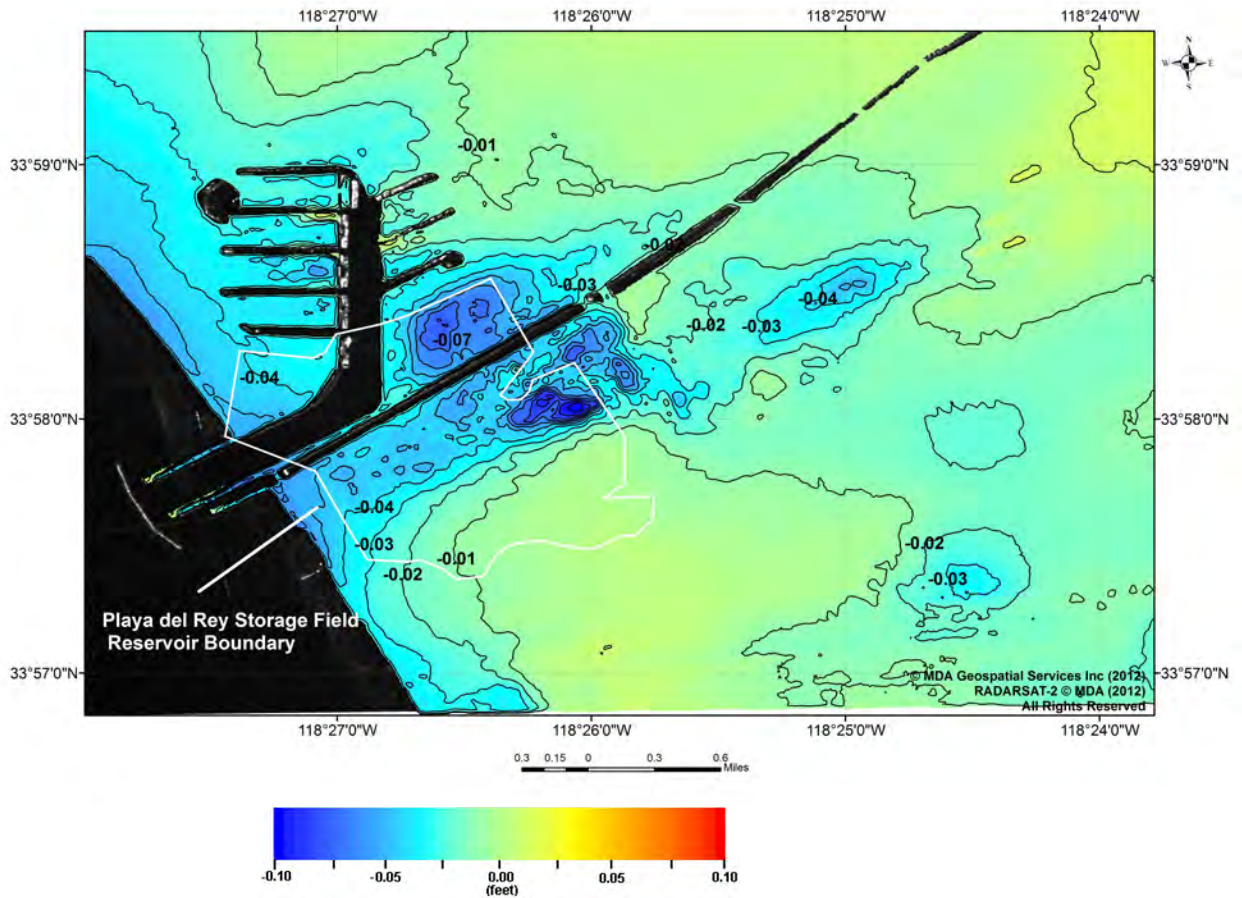 118°27'0"W 118°26'0"W 118°25'0"W 118°24'0"W
N
W E
S
33°59'0"N 33°59'0"N
-0.01
-0.02
-0.03
-0.04
-0.02
-0.03
-0.07
-0.04
33°58'0"N 33°58'0"N
-0.04
-0.03
-0.02
-0.01
-0.02
-0.03
Playa del Rey Storage Field
Reservoir Boundary
33°57'0"N 33°57'0"N
© MDA Geospatial Services Inc (2012)
RADARSAT-2 © MDA (2012)
All Rights Reserved
118°27'0"W 118°26'0"W 118°25'0"W 118°24'0"W
0.3 0.15 0 0.3 0.6
Miles
-0.10 -0.05 0.00 0.05 0.10
(feet)